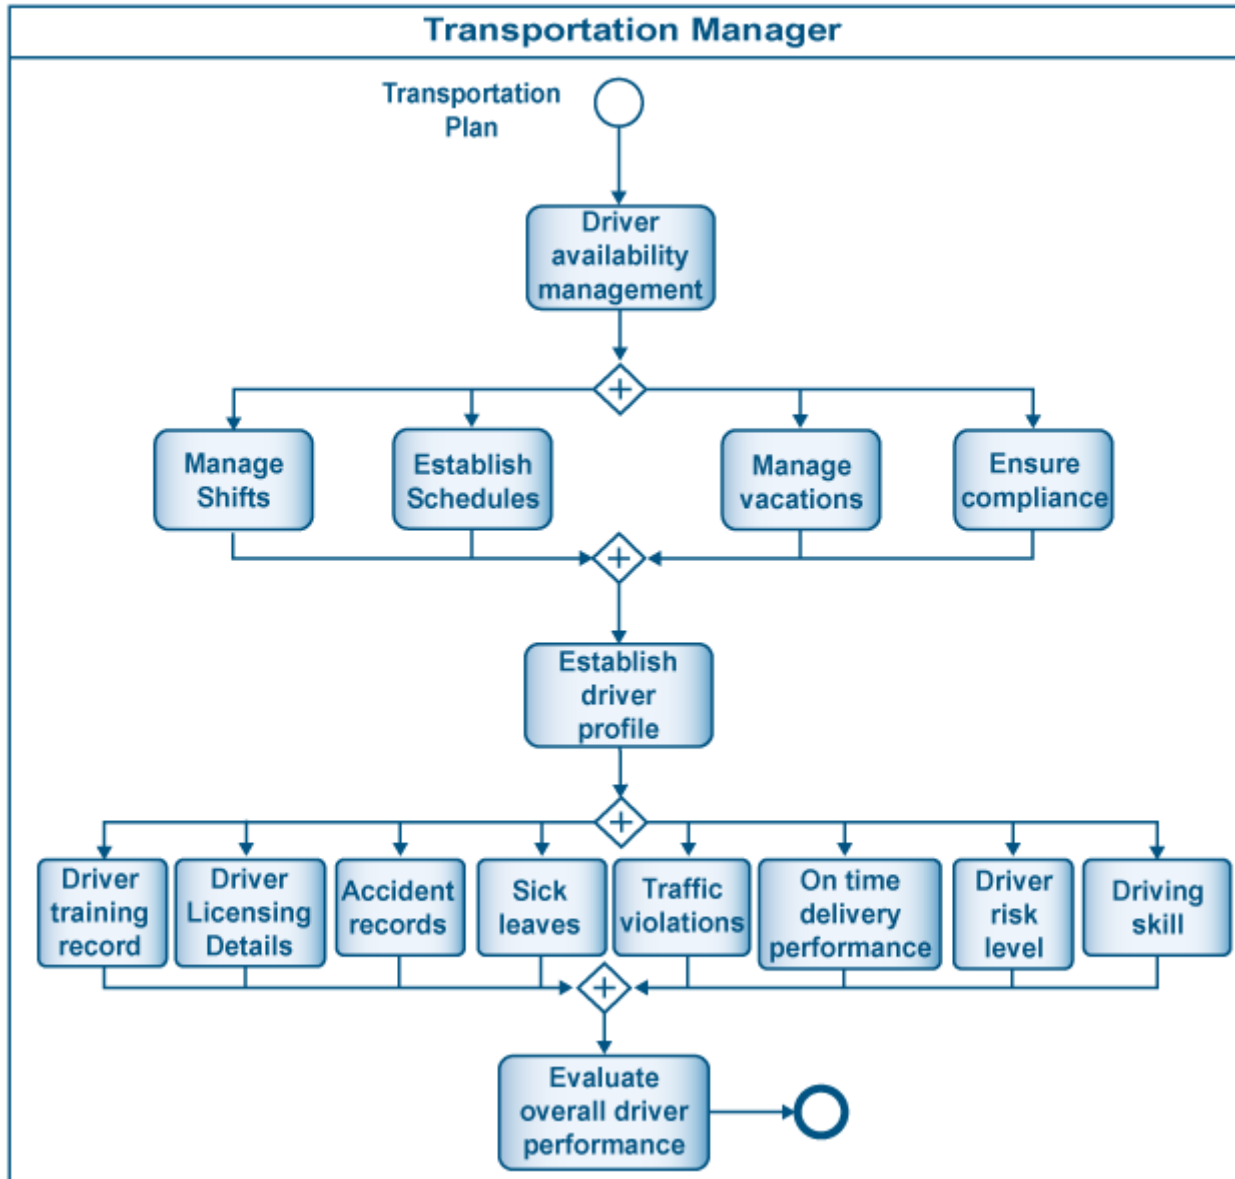 Transportation Manager
Transportation
Plan
Driver
availability
management
Manage
Shifts
Establish
Schedules
Manage
vacations
Ensure
compliance
Establish
driver
profile
Driver
training
record
Driver
Licensing
Details
Accident
records
Sick
leaves
Traffic
violations
On time
delivery
performance
Driver
risk
level
Driving
skill
Evaluate
overall driver
performance